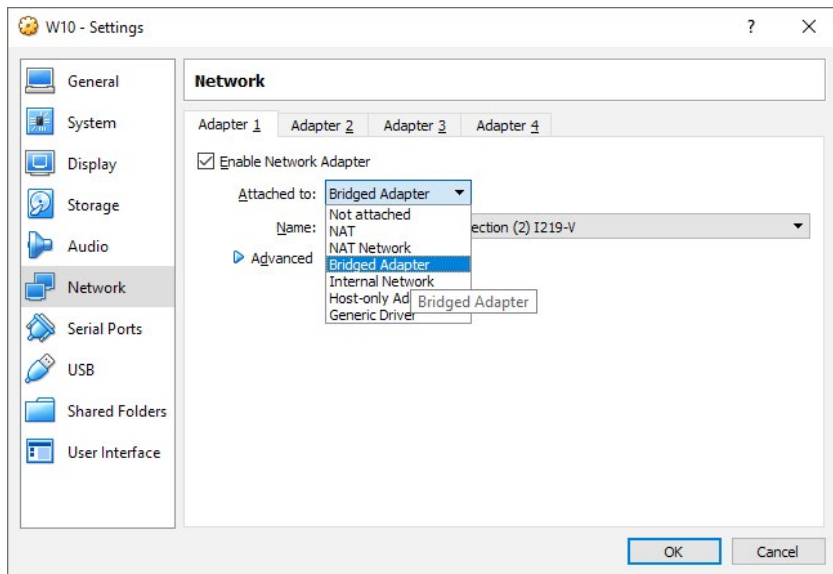 W10 - Settings
General
System
Display
Storage
Audio
Network
Serial Ports
USB
Shared Folders
User Interface
Network
Adapter 1 Adapter 2 Adapter 3 Adapter 4
Enable Network Adapter
Attached to: Bridged Adapter
Name: ection (2) I219-V
Advanced
Not attached
NAT
NAT Network
Bridged Adapter
Internal Network
Host-only Ad
Bridged Adapter
Generic Driver
OK Cancel